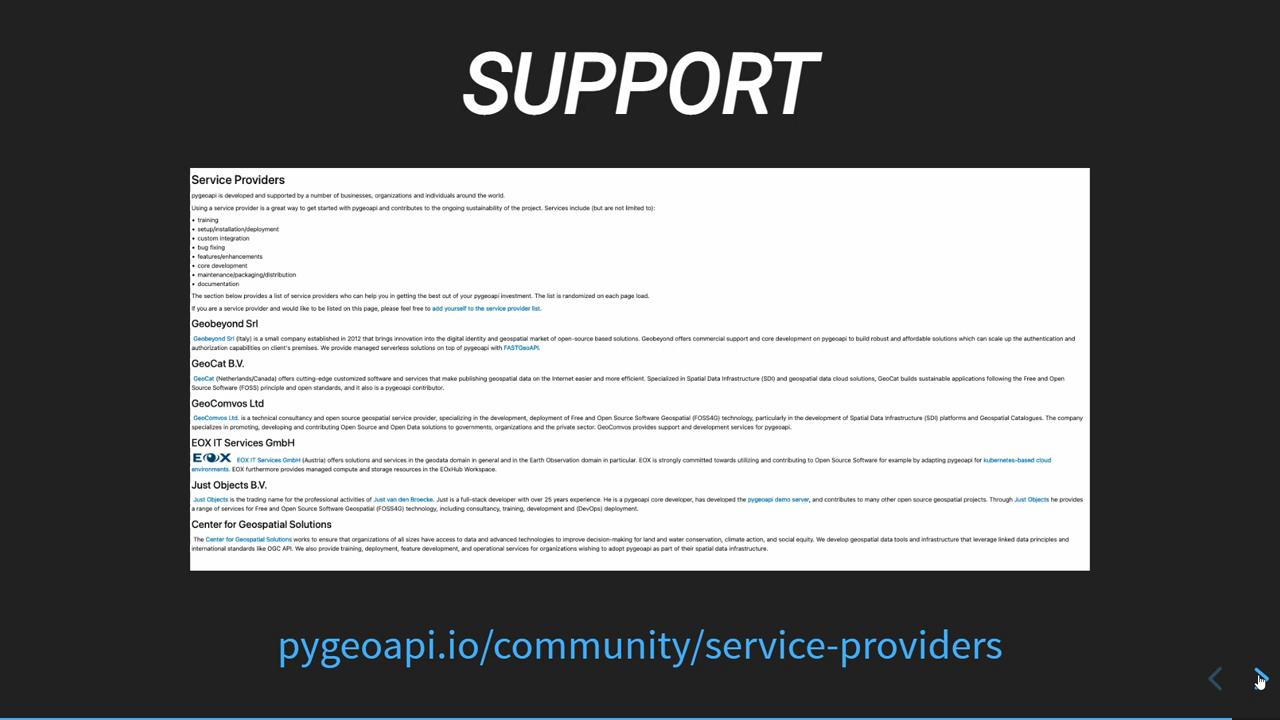 SUPPORT
Service Providers
pygeoapi is developed and supported by a number of businesses, organizations and individuals around the world.
Using a service provider is a great way to get started with pygeoapi and contributes to the ongoing sustainability of the project. Services include (but are not limited to):
• training
• setup/installation/deployment
• custom integration
• bug fixing
• features/enhancements
• core development
• maintenance/packaging/distribution
• documentation
The section below provides a list of service providers who can help you in getting the best out of your pygeoapi investment. The list is randomized on each page load.
If you are a service provider and would like to be listed on this page, please feel free to add yourself to the service provider list.
Geobeyond Srl
Geobeyond Srl (Italy) is a small company established in 2012 that brings innovation into the digital identity and geospatial market of open-source based solutions. Geobeyond offers commercial support and core development on pygeoapi to build robust and affordable solutions which can scale up the authentication and
authorization capabilities on client's premises. We provide managed serverless solutions on top of pygeoapi with FASTGeoAPI.
GeoCat B.V.
GeoCat (Netherlands/Canada) offers cutting-edge customized software and services that make publishing geospatial data on the Internet easier and more efficient. Specialized in Spatial Data Infrastructure (SDI) and geospatial data cloud solutions, GeoCat builds sustainable applications following the Free and Open
Source Software (FOSS) principle and open standards, and it also is a pygeoapi contributor.
GeoComvos Ltd
GeoComvos Ltd. is a technical consultancy and open source geospatial service provider, specializing in the development, deployment of Free and Open Source Software Geospatial (FOSS4G) technology, particularly in the development of Spatial Data Infrastructure (SDI) platforms and Geospatial Catalogues. The company
specializes in promoting, developing and contributing Open Source and Open Data solutions to governments, organizations and the private sector. GeoComvos provides support and development services for pygeoapi.
EOX IT Services GmbH
EOX EOX IT Services GmbH (Austria) offers solutions and services in the geodata domain in general and in the Earth Observation domain in particular. EOX is strongly committed towards utilizing and contributing to Open Source Software for example by adapting pygeoapi for kubernetes-based cloud
environments. EOX furthermore provides managed compute and storage resources in the EOxHub Workspace.
Just Objects B.V.
Just Objects is the trading name for the professional activities of Just van den Broecke. Just is a full-stack developer with over 25 years experience. He is a pygeoapi core developer, has developed the pygeoapi demo server, and contributes to many other open source geospatial projects. Through Just Objects he provides
a range of services for Free and Open Source Software Geospatial (FOSS4G) technology, including consultancy, training, development and (DevOps) deployment.
Center for Geospatial Solutions
The Center for Geospatial Solutions works to ensure that organizations of all sizes have access to data and advanced technologies to improve decision-making for land and water conservation, climate action, and social equity. We develop geospatial data tools and infrastructure that leverage linked data principles and
international standards like OGC API. We also provide training, deployment, feature development, and operational services for organizations wishing to adopt pygeoapi as part of their spatial data infrastructure.
pygeoapi.io/community/service-providers